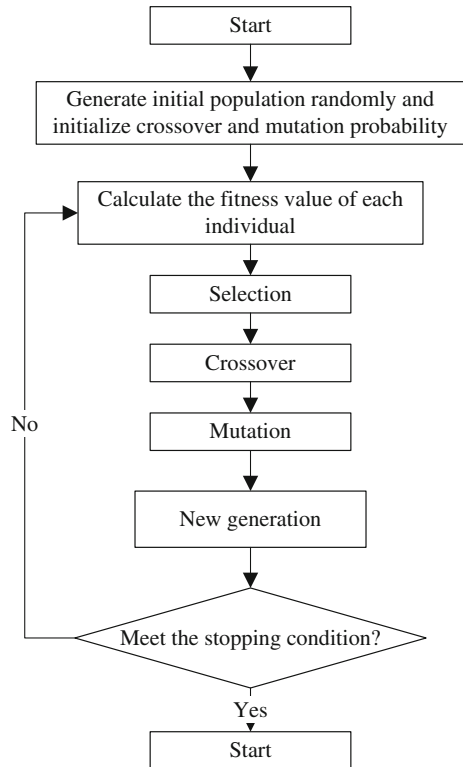 Start
Generate initial population randomly and
initialize crossover and mutation probability
Calculate the fitness value of each
individual
Selection
Crossover
No
Mutation
New generation
Meet the stopping condition?
Yes
Start